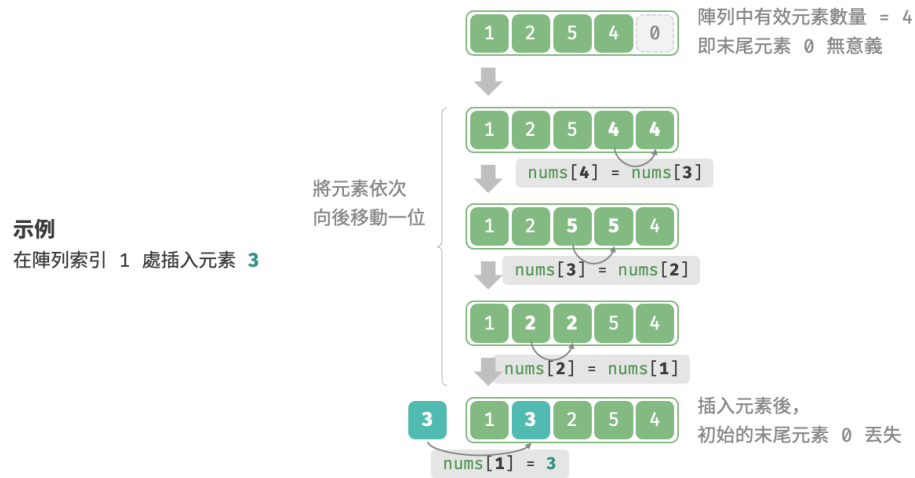 1 2 5 4 0
陣列中有效元素數量 = 4
即末尾元素 0 無意義
1 2 5 4 4
nums[4] = nums[3]
將元素依次
向後移動一位
1 2 5 5 4
nums[3] = nums[2]
示例
在陣列索引 1 處插入元素 3
1 2 2 5 4
nums[2] = nums[1]
3 1 3 2 5 4
插入元素後,
初始的末尾元素 0 丟失
nums[1] = 3